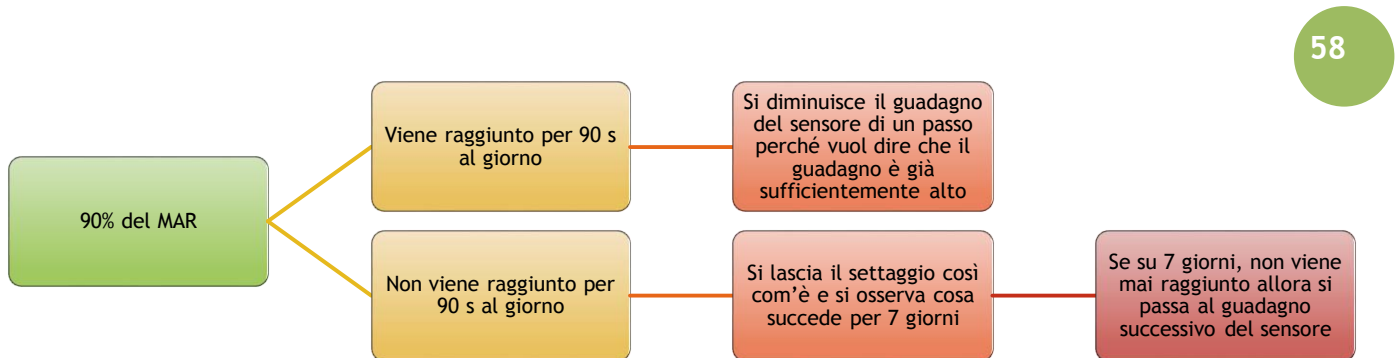 58
90% del MAR
Viene raggiunto per 90 s
al giorno
Si diminuisce il guadagno
del sensore di un passo
perché vuol dire che il
guadagno è già
sufficientemente alto
Non viene raggiunto per
90 s al giorno
Si lascia il settaggio così
com’è e si osserva cosa
succede per 7 giorni
Se su 7 giorni, non viene
mai raggiunto allora si
passa al guadagno
successivo del sensore